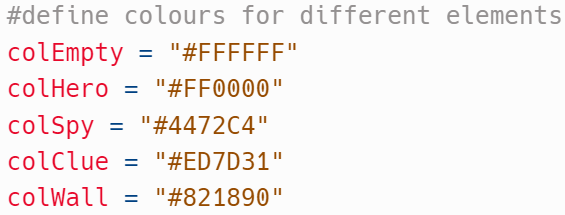 #define colours for different elements
colEmpty = "#FFFFFF"
colHero = "#FF0000"
colSpy = "#4472C4"
colClue = "#ED7D31"
colWall = "#821890"